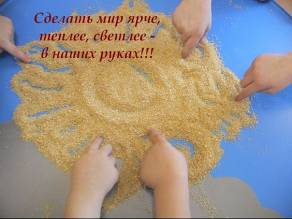 Сделать мир ярче,
теплее, светлее -
в наших руках!!!